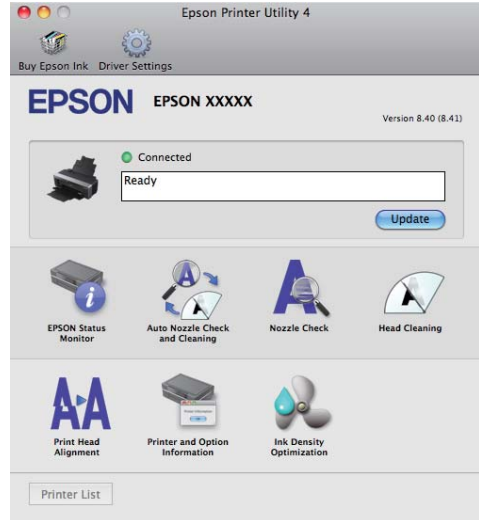 Epson Printer Utility 4
Buy Epson Ink Driver Settings
EPSON EPSON XXXXX
Version 8.40 (8.41)
Connected
Ready
Update
EPSON Status
Monitor
Auto Nozzle Check
and Cleaning
Nozzle Check
Head Cleaning
Print Head
Alignment
Printer and Option
Information
Ink Density
Optimization
Printer List